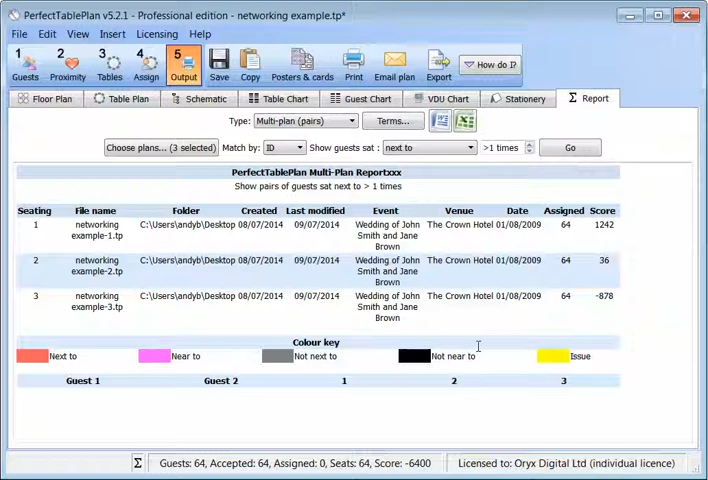 PerfectTablePlan v5.2.1 - Professional edition - networking example.tp*
File Edit View Insert Licensing Help
1 2 3 4 5
Guests Proximity Tables Assign Output Save Copy Posters & cards Print Email plan Export How do I?
Floor Plan Table Plan Schematic Table Chart Guest Chart VDU Chart Stationery Σ Report
Type: Multi-plan (pairs) Terms...
Choose plans... (3 selected) Match by: ID Show guests sat : next to >1 times Go
PerfectTablePlan Multi-Plan Reportxxx
Show pairs of guests sat next to > 1 times
Seating File name Folder Created Last modified Event Venue Date Assigned Score
1 networking C:\Users\andyb\Desktop 08/07/2014 09/07/2014 Wedding of John The Crown Hotel 01/08/2009 64 1242
example-1.tp Smith and Jane
Brown
2 networking C:\Users\andyb\Desktop 08/07/2014 09/07/2014 Wedding of John The Crown Hotel 01/08/2009 64 36
example-2.tp Smith and Jane
Brown
3 networking C:\Users\andyb\Desktop 08/07/2014 09/07/2014 Wedding of John The Crown Hotel 01/08/2009 64 -878
example-3.tp Smith and Jane
Brown
Colour key
Next to Near to Not next to Not near to Issue
Guest 1 Guest 2 1 2 3
Σ Guests: 64, Accepted: 64, Assigned: 0, Seats: 64, Score: -6400 Licensed to: Oryx Digital Ltd (individual licence)